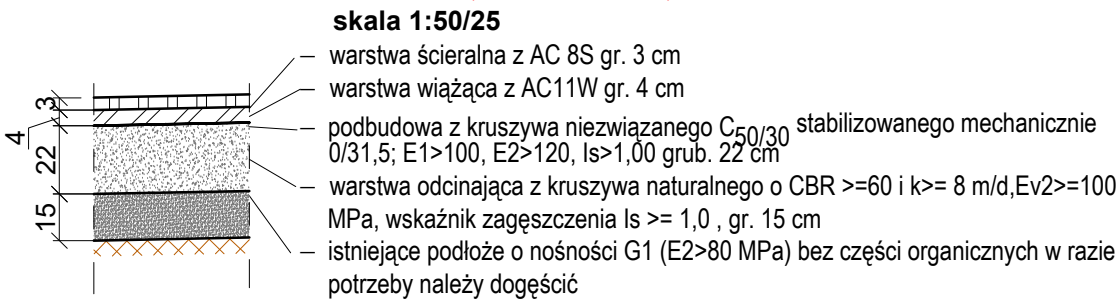 skala 1:50/25
warstwa ścieralna z AC 8S gr. 3 cm
warstwa wiążąca z AC11W gr. 4 cm
podbudowa z kruszywa niezwiązanego C50/30 stabilizowanego mechanicznie
0/31,5; E1>100, E2>120, Is>1,00 grub. 22 cm
warstwa odcinająca z kruszywa naturalnego o CBR >=60 i k>= 8 m/d,Ev2>=100
MPa, wskaźnik zagęszczenia Is >= 1,0 , gr. 15 cm
istniejące podłoże o nośności G1 (E2>80 MPa) bez części organicznych w razie
potrzeby należy dogęścić
3
4
22
15